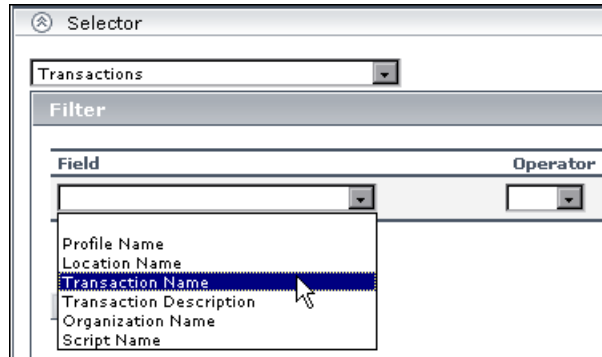 Selector
Transactions
Filter
Field Operator
Profile Name
Location Name
Transaction Name
Transaction Description
Organization Name
Script Name